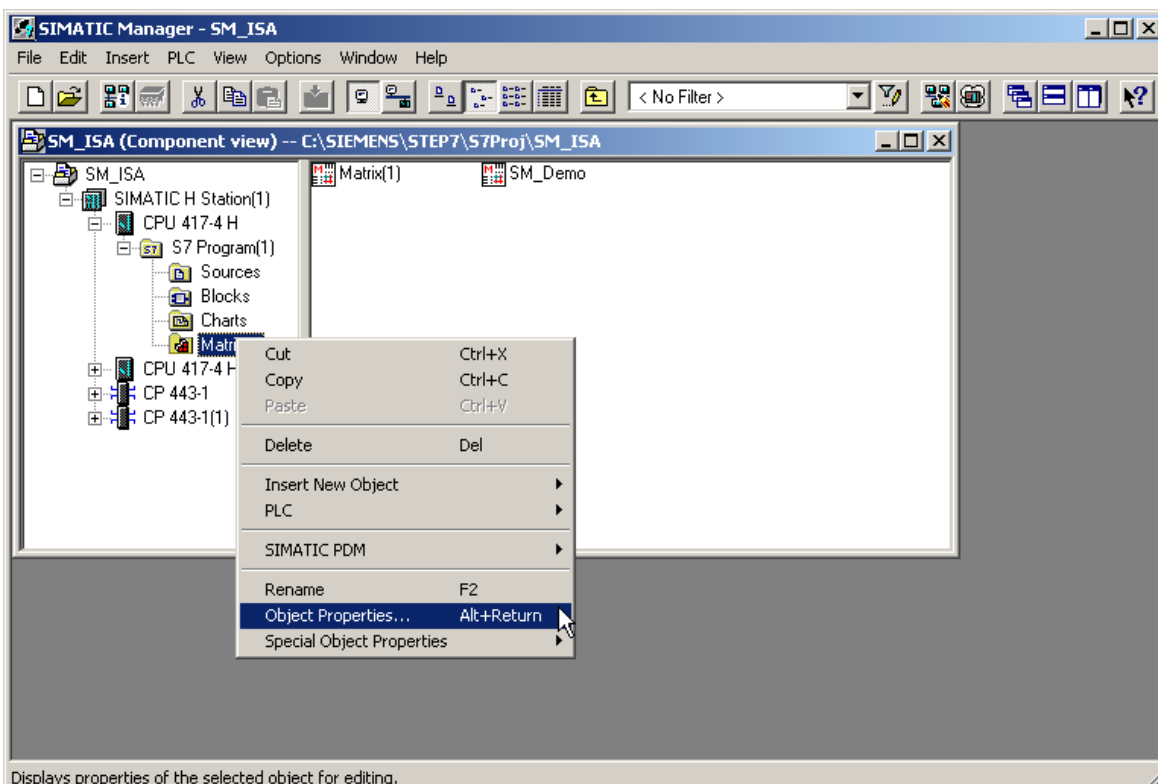 SIMATIC Manager - SM_ISA
File Edit Insert PLC View Options Window Help
< No Filter >
SM_ISA (Component view) -- C:\SIEMENS\STEP7\S7Proj\SM_ISA
SM_ISA
SIMATIC H Station(1)
CPU 417-4 H
S7 Program(1)
Sources
Blocks
Charts
CPU 417-4 H
CP 443-1
CP 443-1(1)
Matrix(1) SM_Demo
Cut Ctrl+X
Copy Ctrl+C
Paste Ctrl+V
Delete Del
Insert New Object
PLC
SIMATIC PDM
Rename F2
Object Properties... Alt+Return
Special Object Properties
Displays properties of the selected object for editing.